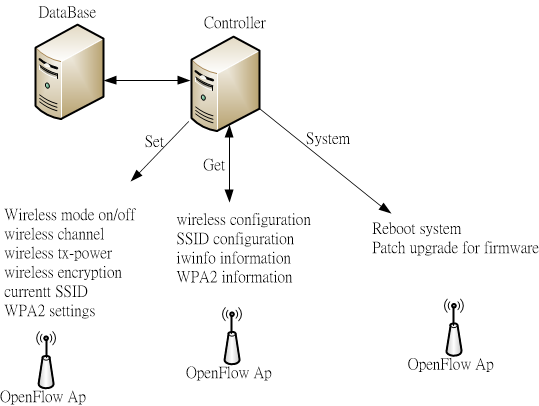 DataBase
Controller
Set
Get
System
Wireless mode on/off
wireless channel
wireless tx-power
wireless encryption
currentt SSID
WPA2 settings
OpenFlow Ap
wireless configuration
SSID configuration
iwinfo information
WPA2 information
OpenFlow Ap
Reboot system
Patch upgrade for firmware
OpenFlow Ap